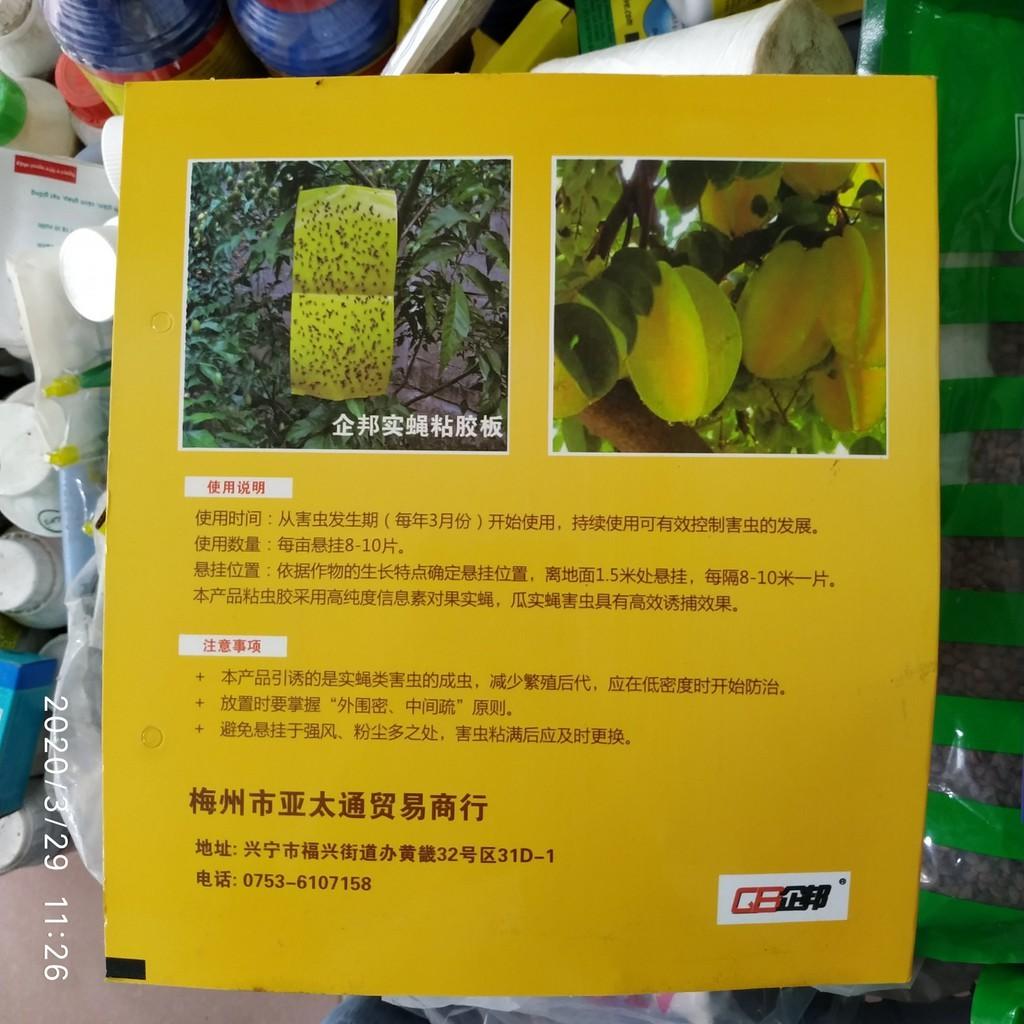 企邦实蝇粘胶板
使用说明
使用时间：从害虫发生期（每年3月份）开始使用，持续使用可有效控制害虫的发展。
使用数量：每亩悬挂8-10片。
悬挂位置：依据作物的生长特点确定悬挂位置，离地面1.5米处悬挂，每隔8-10米一片。
本产品粘虫胶采用高纯度信息素对果实蝇，瓜实蝇害虫具有高效诱捕效果。
注意事项
+ 本产品引诱的是实蝇类害虫的成虫，减少繁殖后代，应在低密度时开始防治。
+ 放置时要掌握“外围密、中间疏”原则。
+ 避免悬挂于强风、粉尘多之处，害虫粘满后应及时更换。
梅州市亚太通贸易商行
地址: 兴宁市福兴街道办黄畿32号区31D-1
电话: 0753-6107158
QB企邦
2020/3/29 11:26